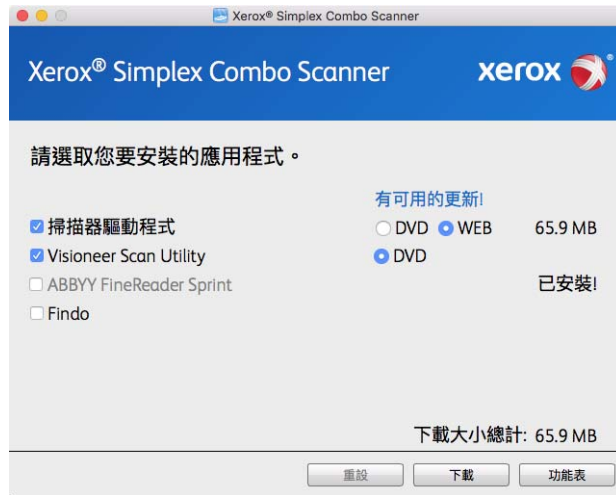 Xerox® Simplex Combo Scanner
Xerox® Simplex Combo Scanner
xerox ®
請選取您要安裝的應用程式。
有可用的更新!
掃描器驅動程式 DVD WEB 65.9 MB
Visioneer Scan Utility DVD
ABBYY FineReader Sprint 已安裝!
Findo
下載大小總計: 65.9 MB
重設 下載 功能表